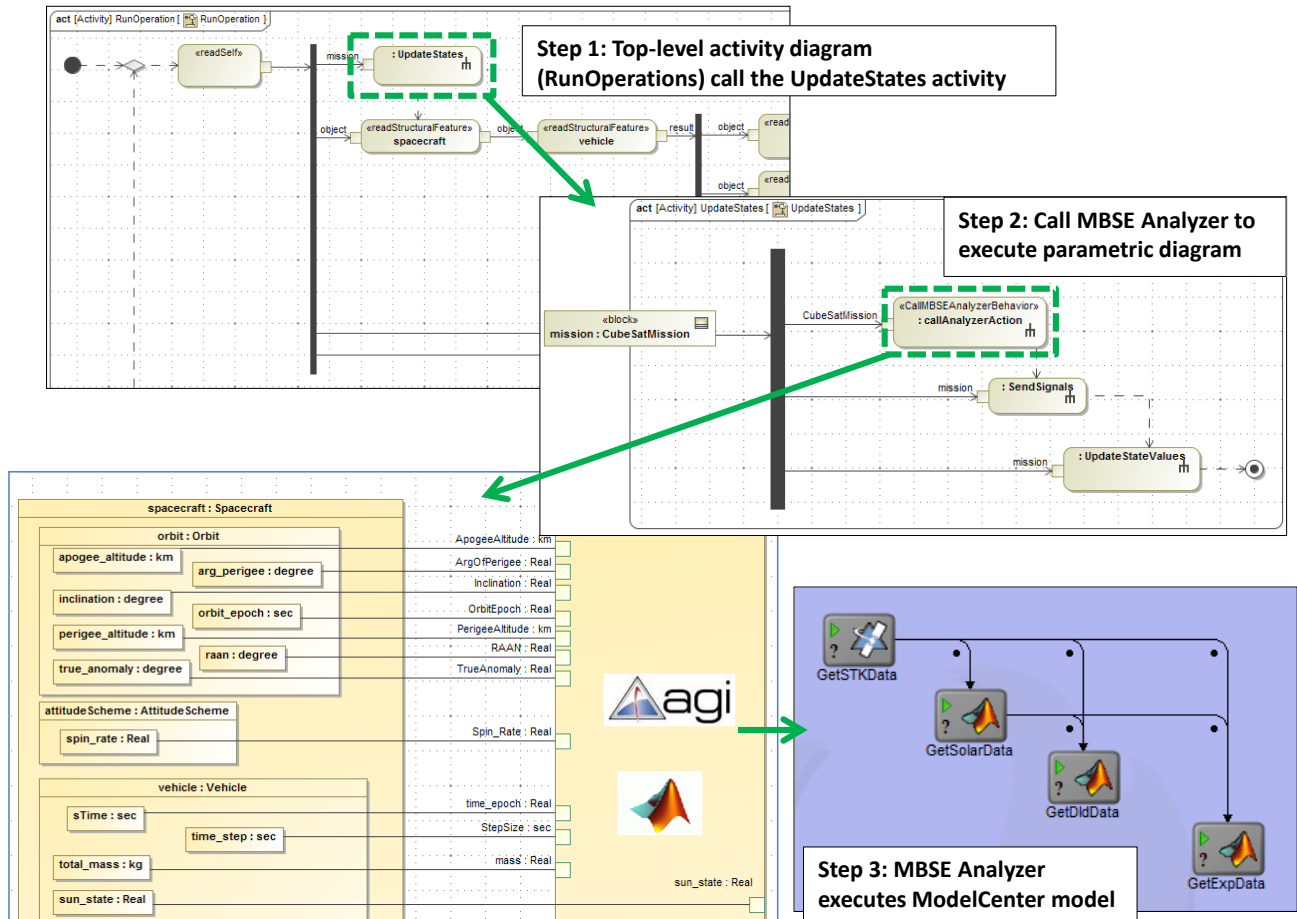 act [Activity] RunOperation [ RunOperation ]
«readSelf»
mission
: UpdateStates
object
«readStructuralFeature»
spacecraft
object
«readStructuralFeature»
vehicle
result
object
«read
object
«read
Step 1: Top-level activity diagram
(RunOperations) call the UpdateStates activity
act [Activity] UpdateStates [ UpdateStates ]
Step 2: Call MBSE Analyzer to
execute parametric diagram
«block»
mission : CubeSatMission
CubeSatMission
«CallMBSEAnalyzerBehavior»
: callAnalyzerAction
mission
: SendSignals
mission
: UpdateStateValues
spacecraft : Spacecraft
orbit : Orbit
apogee_altitude : km
arg_perigee : degree
inclination : degree
orbit_epoch : sec
perigee_altitude : km
raan : degree
true_anomaly : degree
attitudeScheme : AttitudeScheme
spin_rate : Real
vehicle : Vehicle
sTime : sec
time_step : sec
total_mass : kg
sun_state : Real
ApogeeAltitude : km
ArgOfPerigee : Real
Inclination : Real
OrbitEpoch : Real
PerigeeAltitude : km
RAAN : Real
TrueAnomaly : Real
Spin_Rate : Real
time_epoch : Real
StepSize : sec
mass : Real
sun_state : Real
agi
?
GetSTKData
?
GetSolarData
?
GetDldData
?
GetExpData
Step 3: MBSE Analyzer
executes ModelCenter model